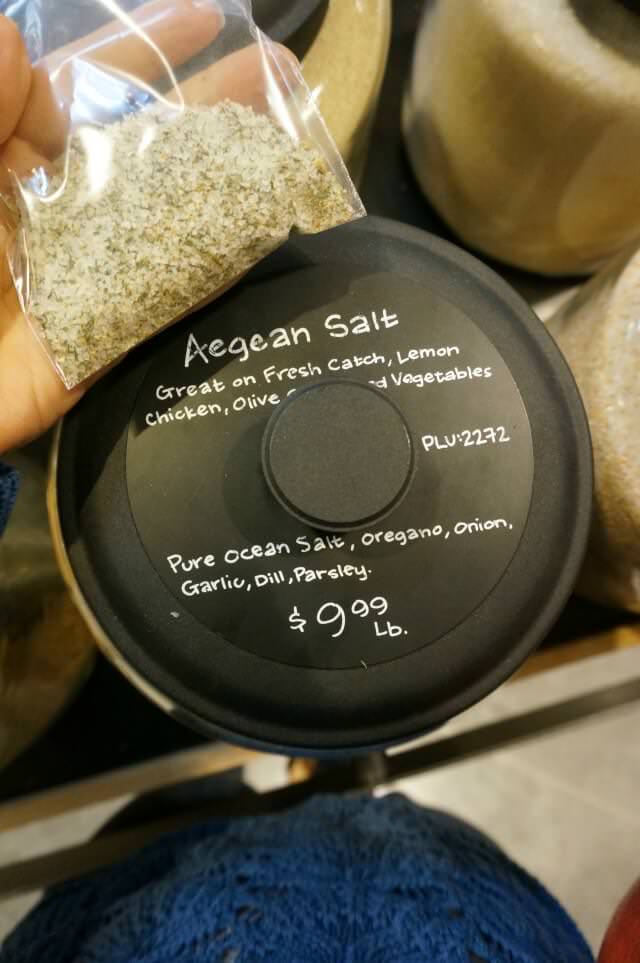 Aegean Salt
Great on Fresh Catch, Lemon
Chicken, Olive Vegetables
PLU:2272
Pure Ocean Salt, Oregano, Onion,
Garlic, Dill, Parsley.
$9.99
Lb.